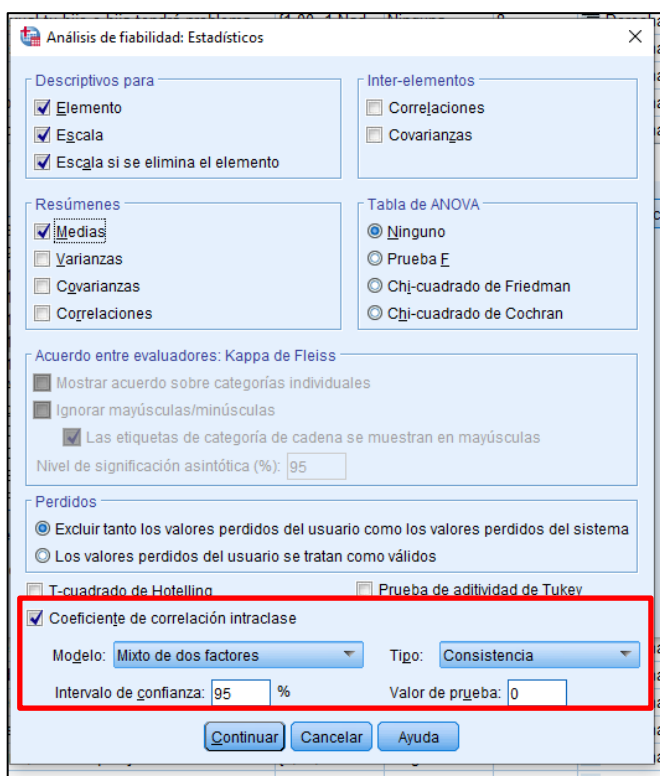 Análisis de fiabilidad: Estadísticos
Descriptivos para
Elemento
Escala
Escala si se elimina el elemento
Inter-elementos
Correlaciones
Covarianzas
Resúmenes
Medias
Varianzas
Covarianzas
Correlaciones
Tabla de ANOVA
Ninguno
Prueba F
Chi-cuadrado de Friedman
Chi-cuadrado de Cochran
Acuerdo entre evaluadores: Kappa de Fleiss
Mostrar acuerdo sobre categorías individuales
Ignorar mayúsculas/minúsculas
Las etiquetas de categoría de cadena se muestran en mayúsculas
Nivel de significación asintótica (%): 95
Perdidos
Excluir tanto los valores perdidos del usuario como los valores perdidos del sistema
Los valores perdidos del usuario se tratan como válidos
T-cuadrado de Hotelling Prueba de aditividad de Tukey
Coeficiente de correlación intraclase
Modelo: Mixto de dos factores Tipo: Consistencia
Intervalo de confianza: 95 % Valor de prueba: 0
Continuar Cancelar Ayuda